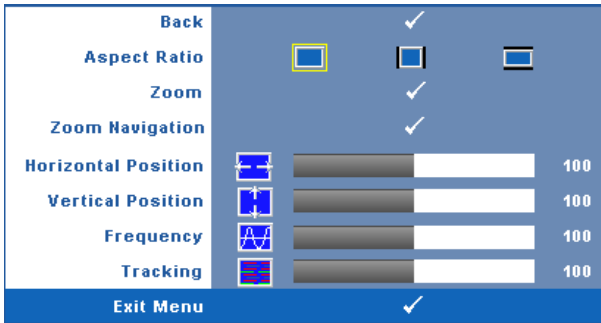 Back
Aspect Ratio
Zoom
Zoom Navigation
Horizontal Position 100
Vertical Position 100
Frequency 100
Tracking 100
Exit Menu